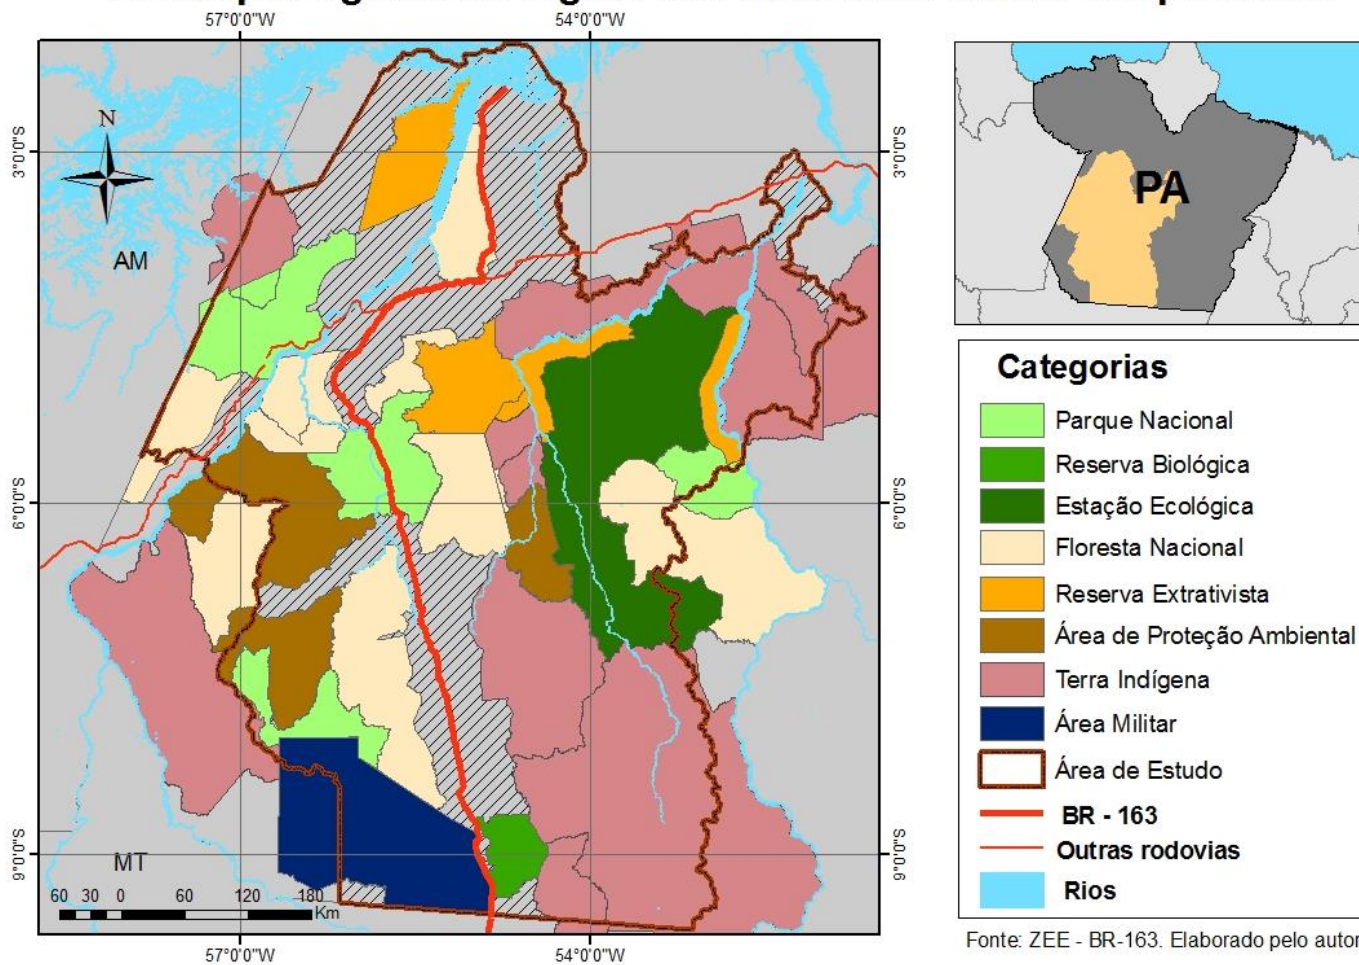 57°0'0"W 54°0'0"W
N
3°0'0"S 3°0'0"S
AM
PA
6°0'0"S 6°0'0"S
9°0'0"S 9°0'0"S
MT
60 30 0 60 120 180
Km
57°0'0"W 54°0'0"W
Categorias
Parque Nacional
Reserva Biológica
Estação Ecológica
Floresta Nacional
Reserva Extrativista
Área de Proteção Ambiental
Terra Indígena
Área Militar
Área de Estudo
BR - 163
Outras rodovias
Rios
Fonte: ZEE - BR-163. Elaborado pelo autor